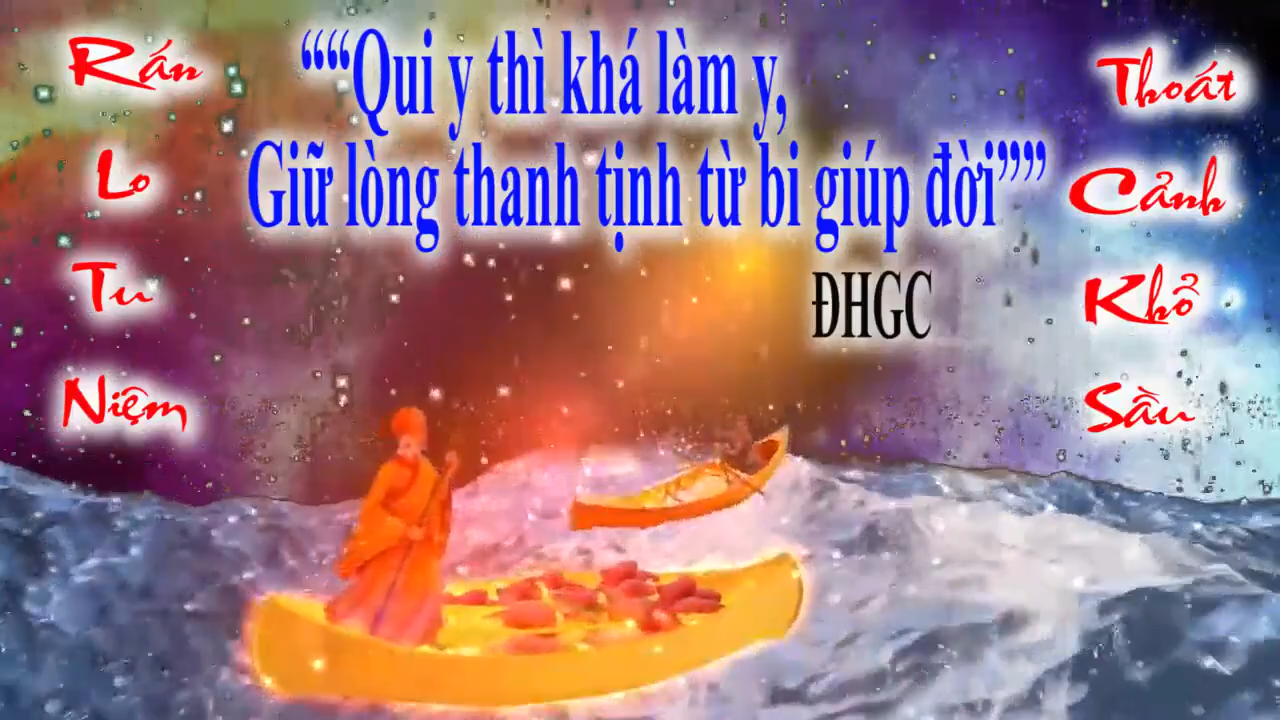 Rán
Lo
Tu
Niệm
““Qui y thì khá làm y,
Giữ lòng thanh tịnh từ bi giúp đời””
ĐHGC
Thoát
Cảnh
Khổ
Sầu